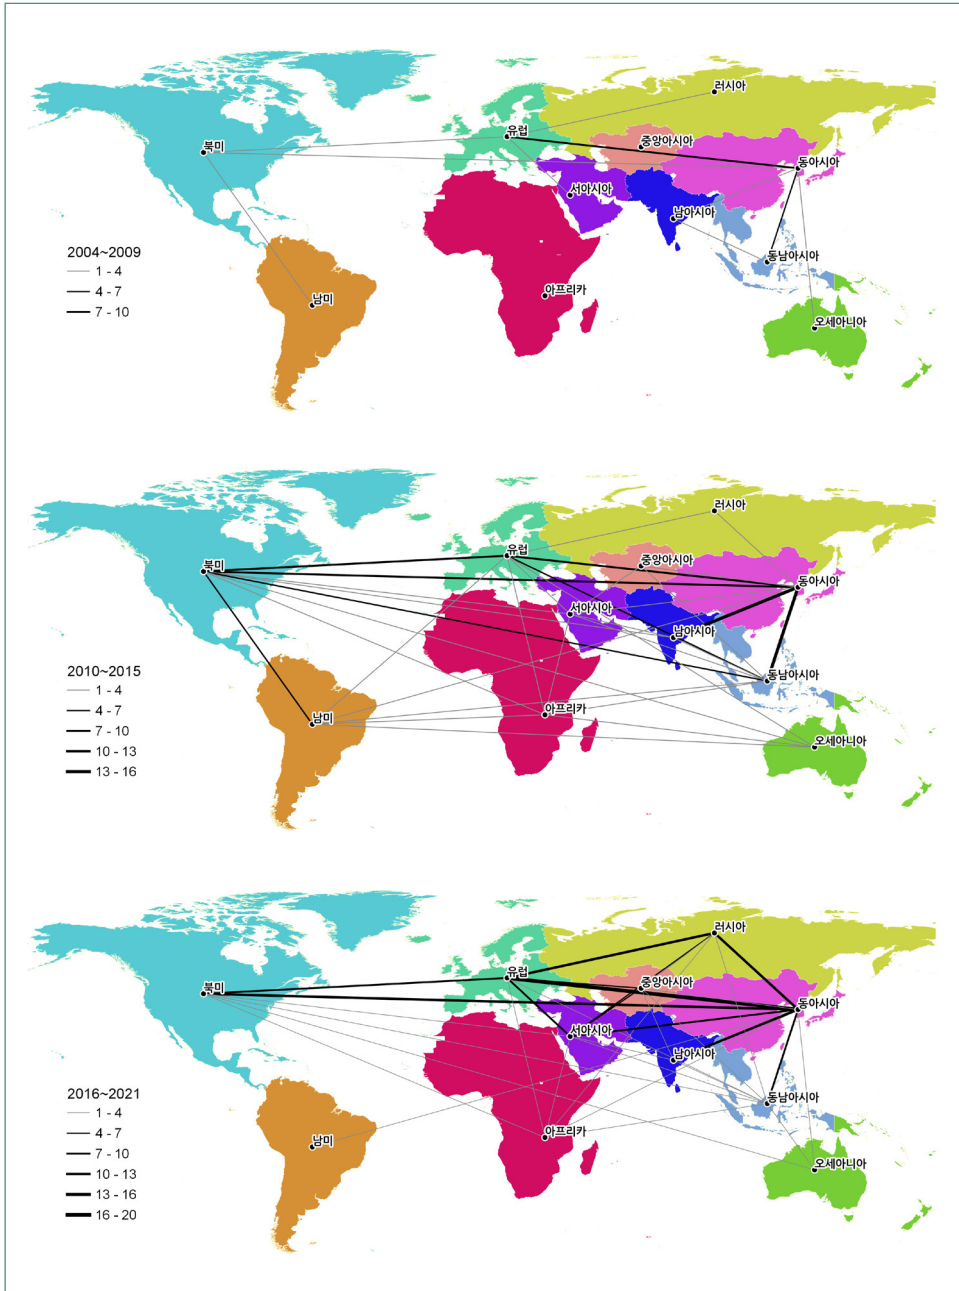 러시아
유럽
북미
중앙아시아
동아시아
서아시아
남아시아
동남아시아
아프리카
남미
오세아니아
2004~2009
1 - 4
4 - 7
7 - 10
러시아
유럽
북미
중앙아시아
동아시아
서아시아
남아시아
동남아시아
아프리카
남미
오세아니아
2010~2015
1 - 4
4 - 7
7 - 10
10 - 13
13 - 16
러시아
유럽
북미
중앙아시아
동아시아
서아시아
남아시아
동남아시아
아프리카
남미
오세아니아
2016~2021
1 - 4
4 - 7
7 - 10
10 - 13
13 - 16
16 - 20